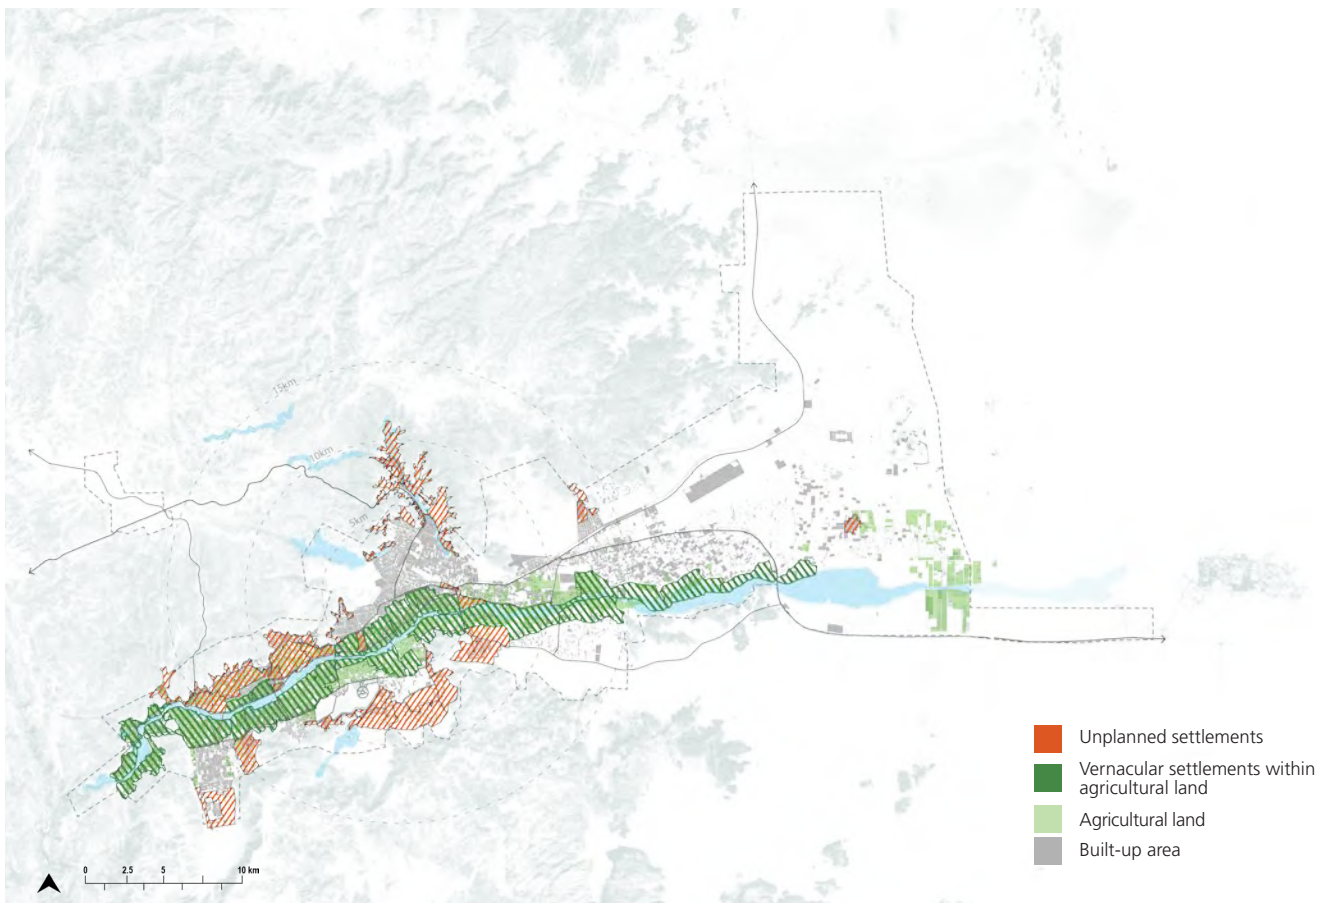 15km
10km
5km
Unplanned settlements
Vernacular settlements within
agricultural land
Agricultural land
Built-up area
0 2.5 5 10 km